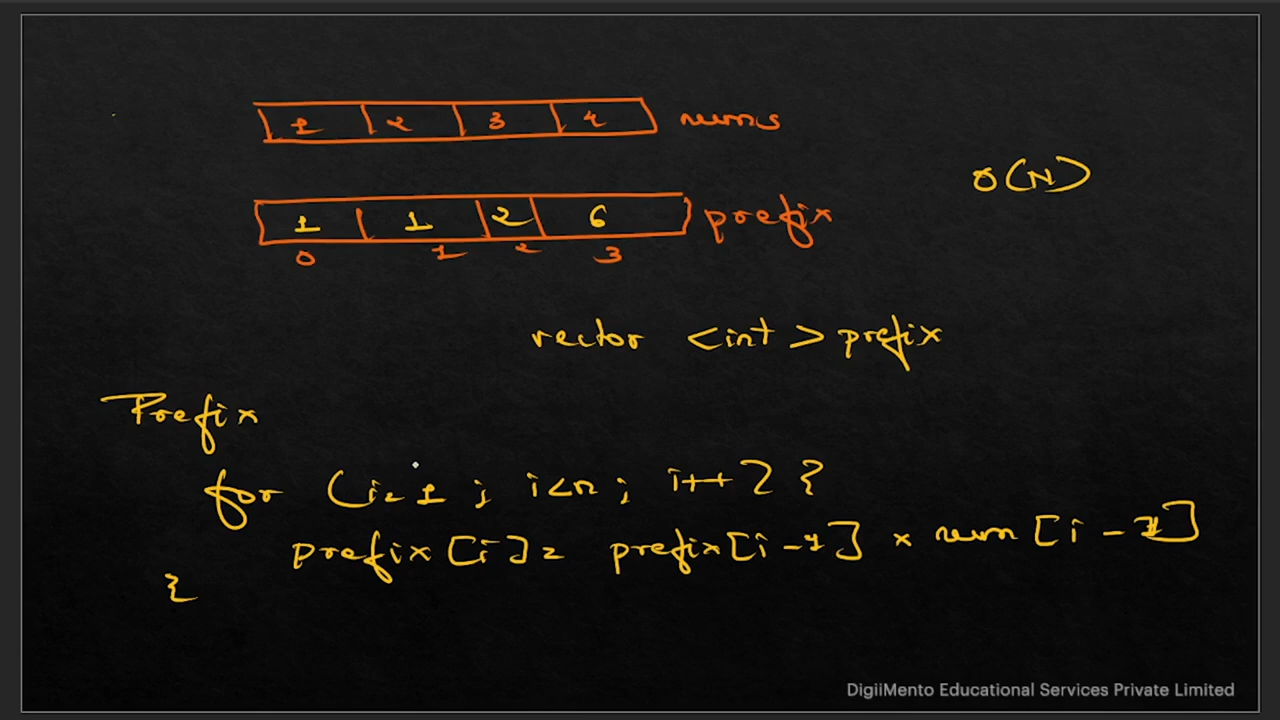 1 2 3 4 nums
O(N)
1 1 2 6 prefix
0 1 2 3
vector <int> prefix
Prefix
for (i=1; i<n; i++) {
prefix[i] = prefix[i-1] × num[i-1]
}
DigiiMento Educational Services Private Limited